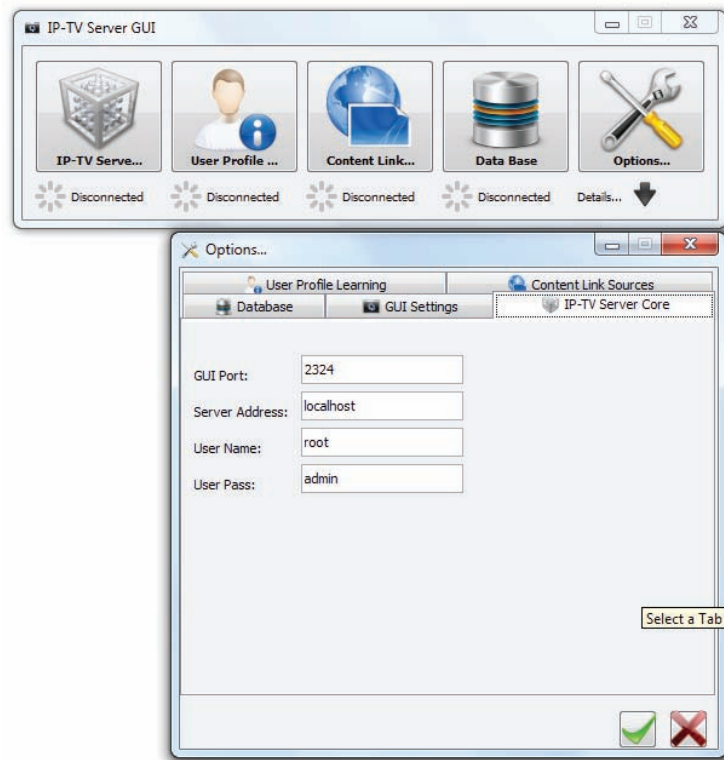 IP-TV Server GUI
IP-TV Serve... User Profile ... Content Link... Data Base Options...
Disconnected Disconnected Disconnected Disconnected Details...
Options...
User Profile Learning Content Link Sources
Database GUI Settings IP-TV Server Core
GUI Port: 2324
Server Address: localhost
User Name: root
User Pass: admin
Select a Tab